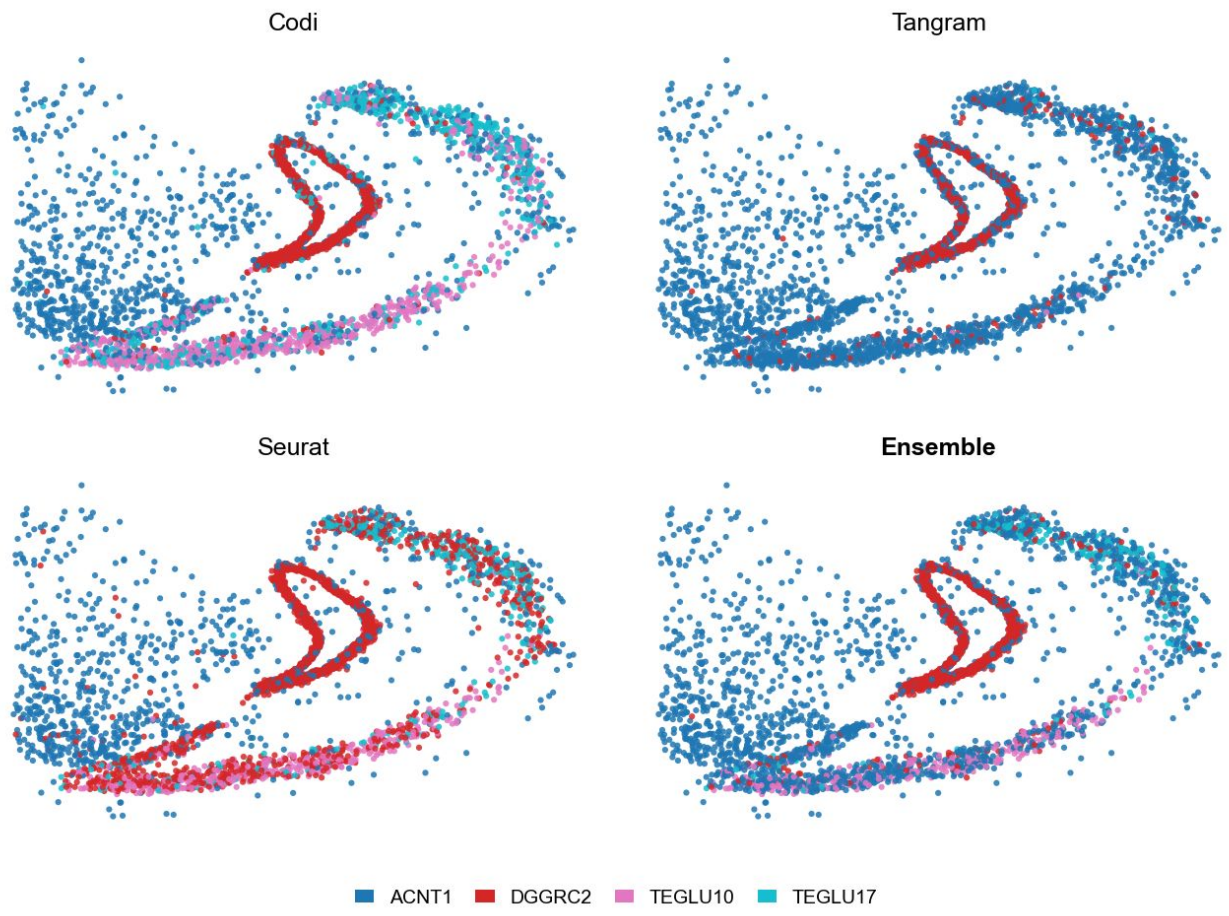 Codi
Tangram
Seurat
Ensemble
ACNT1 DGGRC2 TEGLU10 TEGLU17